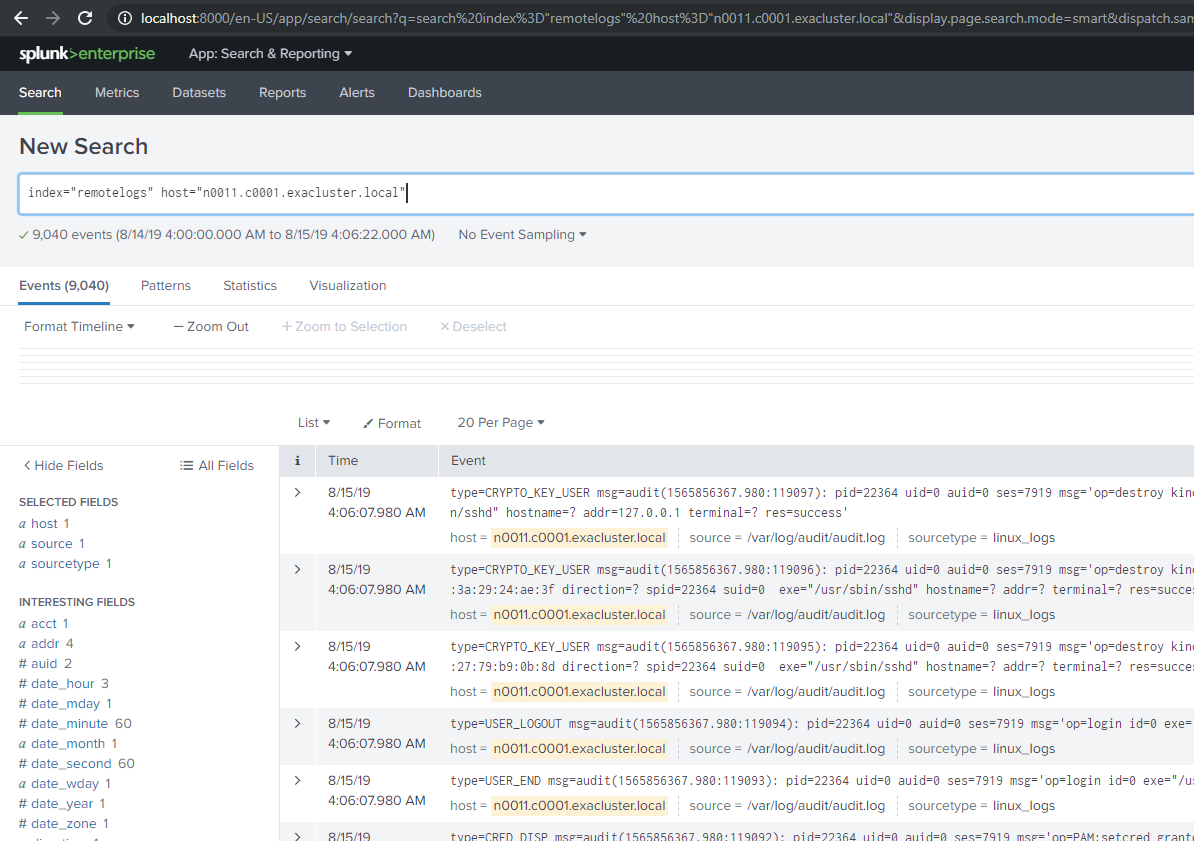 localhost:8000/en-US/app/search/search?q=search%20index%3D"remotelogs"%20host%3D"n0011.c0001.exacluster.local"&display.page.search.mode=smart&dispatch.sam
splunk>enterprise App: Search & Reporting
Search Metrics Datasets Reports Alerts Dashboards
New Search
index="remotelogs" host="n0011.c0001.exacluster.local"
9,040 events (8/14/19 4:00:00.000 AM to 8/15/19 4:06:22.000 AM) No Event Sampling
Events (9,040) Patterns Statistics Visualization
Format Timeline — Zoom Out + Zoom to Selection × Deselect
List Format 20 Per Page
< Hide Fields All Fields
SELECTED FIELDS
a host 1
a source 1
a sourcetype 1
INTERESTING FIELDS
a acct 1
a addr 4
# auid 2
# date_hour 3
# date_mday 1
# date_minute 60
a date_month 1
# date_second 60
a date_wday 1
# date_year 1
# date_zone 1
i Time Event
> 8/15/19 type=CRYPTO_KEY_USER msg=audit(1565856367.980:119097): pid=22364 uid=0 auid=0 ses=7919 msg='op=destroy kind
4:06:07.980 AM n/sshd" hostname=? addr=127.0.0.1 terminal=? res=success'
host = n0011.c0001.exacluster.local source = /var/log/audit/audit.log sourcetype = linux_logs
> 8/15/19 type=CRYPTO_KEY_USER msg=audit(1565856367.980:119096): pid=22364 uid=0 auid=0 ses=7919 msg='op=destroy kind
4:06:07.980 AM :3a:29:24:ae:3f direction=? spid=22364 suid=0 exe="/usr/sbin/sshd" hostname=? addr=? terminal=? res=succes
host = n0011.c0001.exacluster.local source = /var/log/audit/audit.log sourcetype = linux_logs
> 8/15/19 type=CRYPTO_KEY_USER msg=audit(1565856367.980:119095): pid=22364 uid=0 auid=0 ses=7919 msg='op=destroy kind
4:06:07.980 AM :27:79:b9:0b:8d direction=? spid=22364 suid=0 exe="/usr/sbin/sshd" hostname=? addr=? terminal=? res=succes
host = n0011.c0001.exacluster.local source = /var/log/audit/audit.log sourcetype = linux_logs
> 8/15/19 type=USER_LOGOUT msg=audit(1565856367.980:119094): pid=22364 uid=0 auid=0 ses=7919 msg='op=login id=0 exe=
4:06:07.980 AM host = n0011.c0001.exacluster.local source = /var/log/audit/audit.log sourcetype = linux_logs
> 8/15/19 type=USER_END msg=audit(1565856367.980:119093): pid=22364 uid=0 auid=0 ses=7919 msg='op=login id=0 exe="/us
4:06:07.980 AM host = n0011.c0001.exacluster.local source = /var/log/audit/audit.log sourcetype = linux_logs
> 8/15/19 type=CRED_DISP msg=audit(1565856367.980:119092): pid=22364 uid=0 auid=0 ses=7919 msg='op=PAM:setcred grant